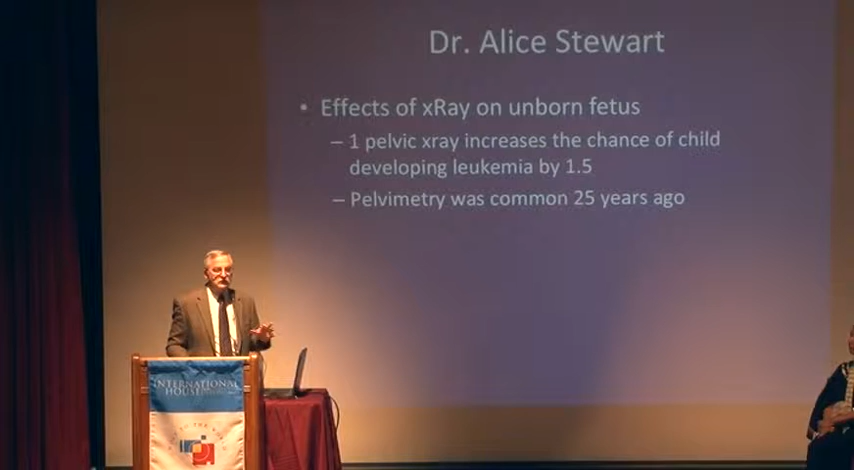 Dr. Alice Stewart
• Effects of xRay on unborn fetus
– 1 pelvic xray increases the chance of child
developing leukemia by 1.5
– Pelvimetry was common 25 years ago
INTERNATIONAL
HOUSE